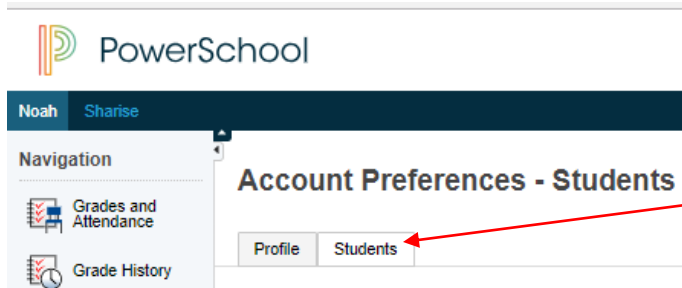 PowerSchool
Noah Sharise
Navigation
Account Preferences - Students
Grades and
Attendance
Profile Students
Grade History